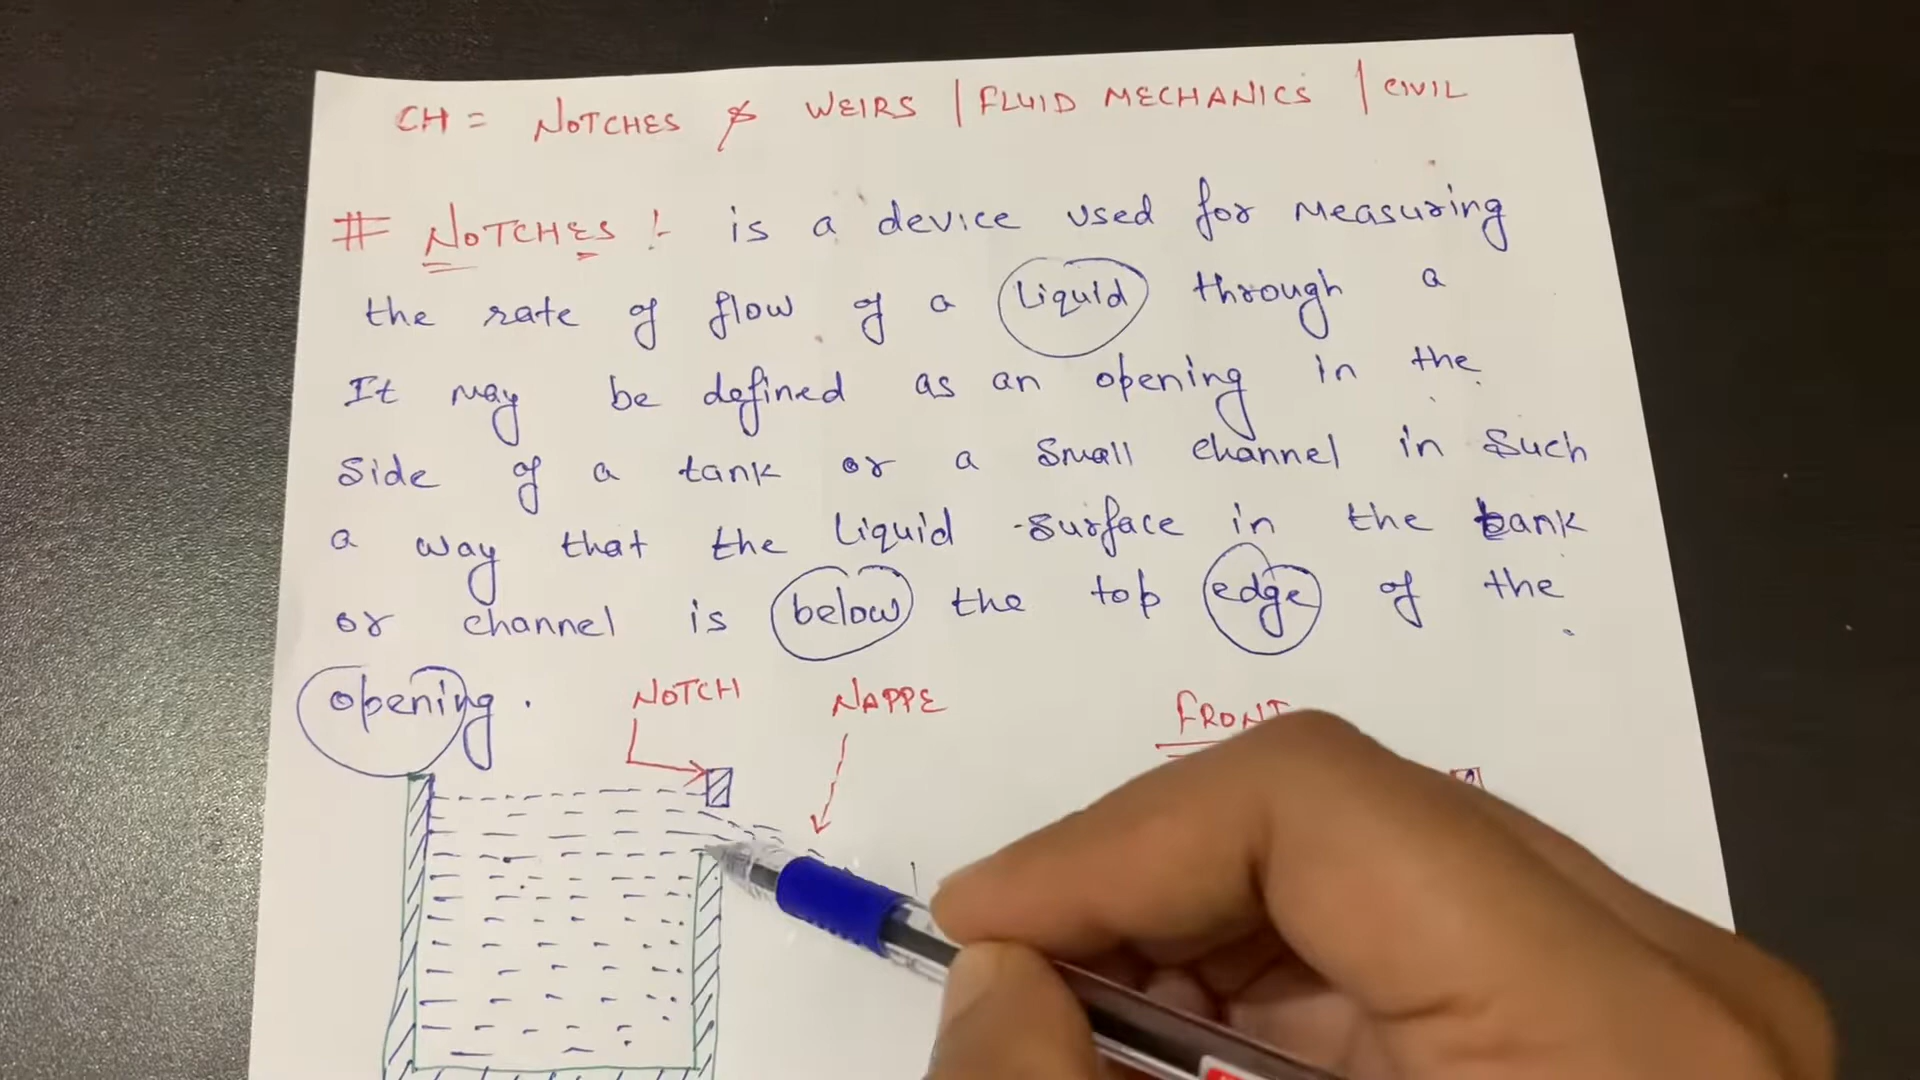 CH = NOTCHES & WEIRS | FLUID MECHANICS | CIVIL
# NOTCHES :- is a device used for Measuring
the rate of flow of a Liquid through a
It may be defined as an opening in the
Side of a tank or a Small channel in Such
a way that the Liquid surface in the tank
or channel is below the top edge of the
opening.
NOTCH NAPPE FRONT